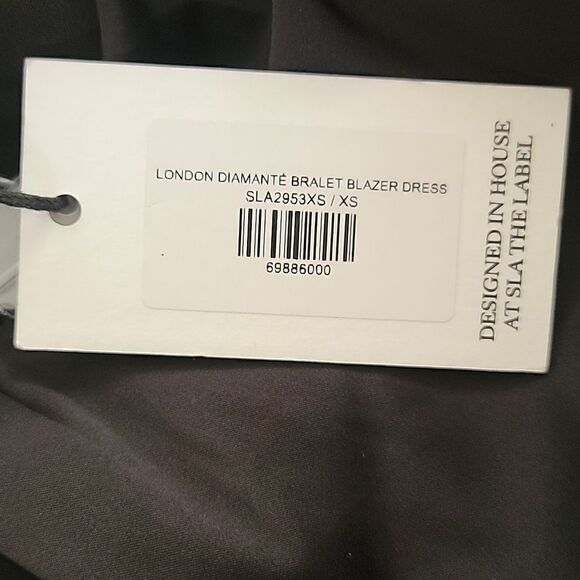 LONDON DIAMANTÉ BRALET BLAZER DRESS
SLA2953XS / XS
69886000
DESIGNED IN HOUSE
AT SLA THE LABEL